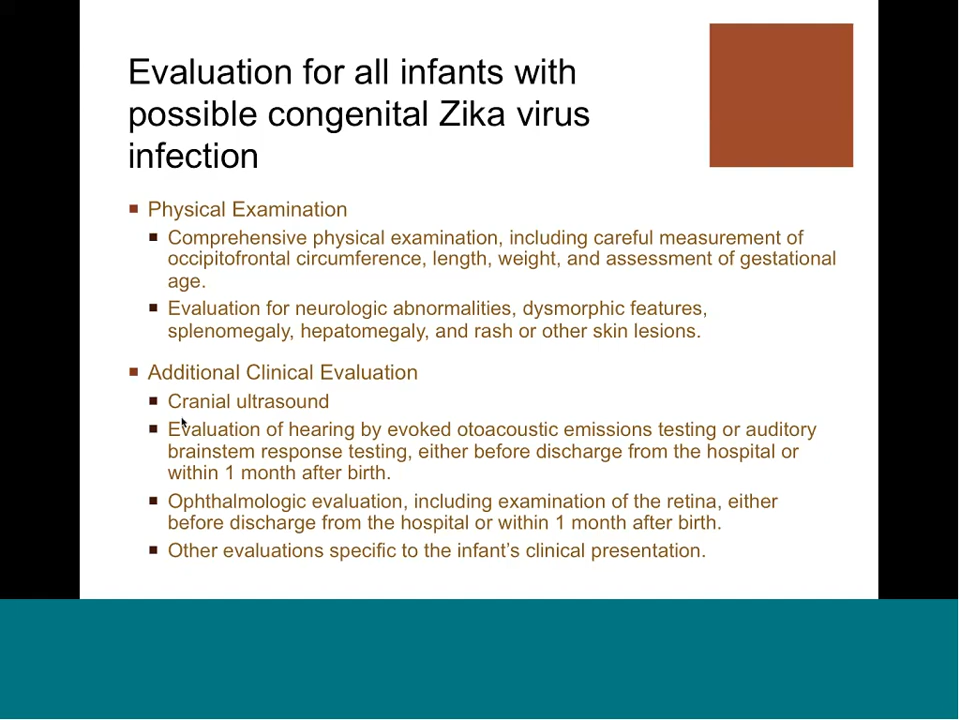 Evaluation for all infants with
possible congenital Zika virus
infection
Physical Examination
Comprehensive physical examination, including careful measurement of
occipitofrontal circumference, length, weight, and assessment of gestational
age.
Evaluation for neurologic abnormalities, dysmorphic features,
splenomegaly, hepatomegaly, and rash or other skin lesions.
Additional Clinical Evaluation
Cranial ultrasound
Evaluation of hearing by evoked otoacoustic emissions testing or auditory
brainstem response testing, either before discharge from the hospital or
within 1 month after birth.
Ophthalmologic evaluation, including examination of the retina, either
before discharge from the hospital or within 1 month after birth.
Other evaluations specific to the infant's clinical presentation.